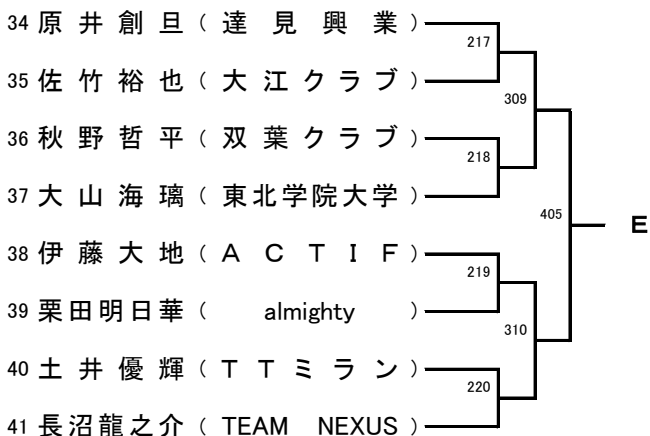 34 原井創旦 ( 達見興業 )
217
35 佐竹裕也 ( 大江クラブ )
309
36 秋野哲平 ( 双葉クラブ )
218
37 大山海璃 ( 東北学院大学 )
405 E
38 伊藤大地 ( ACTIF )
219
39 栗田明日華 ( almighty )
310
40 土井優輝 ( TTミラン )
220
41 長沼龍之介 ( TEAM NEXUS )